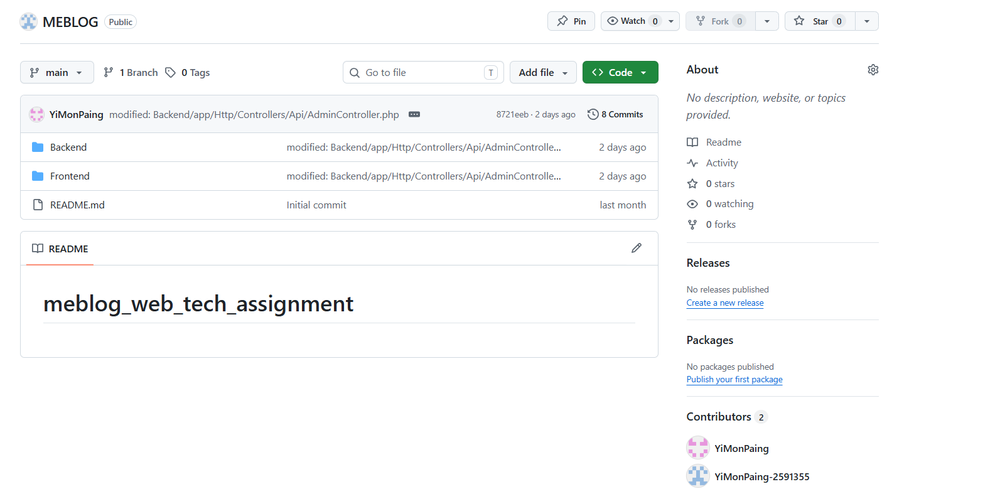 MEBLOG Public
Pin
Watch 0
Fork 0
Star 0
main
1 Branch
0 Tags
Go to file T
Add file
Code
YiMonPaing modified: Backend/app/Http/Controllers/Api/AdminController.php
8721eeb · 2 days ago
8 Commits
Backend modified: Backend/app/Http/Controllers/Api/AdminControlle... 2 days ago
Frontend modified: Backend/app/Http/Controllers/Api/AdminControlle... 2 days ago
README.md Initial commit last month
README
meblog_web_tech_assignment
About
No description, website, or topics
provided.
Readme
Activity
0 stars
0 watching
0 forks
Releases
No releases published
Create a new release
Packages
No packages published
Publish your first package
Contributors 2
YiMonPaing
YiMonPaing-2591355